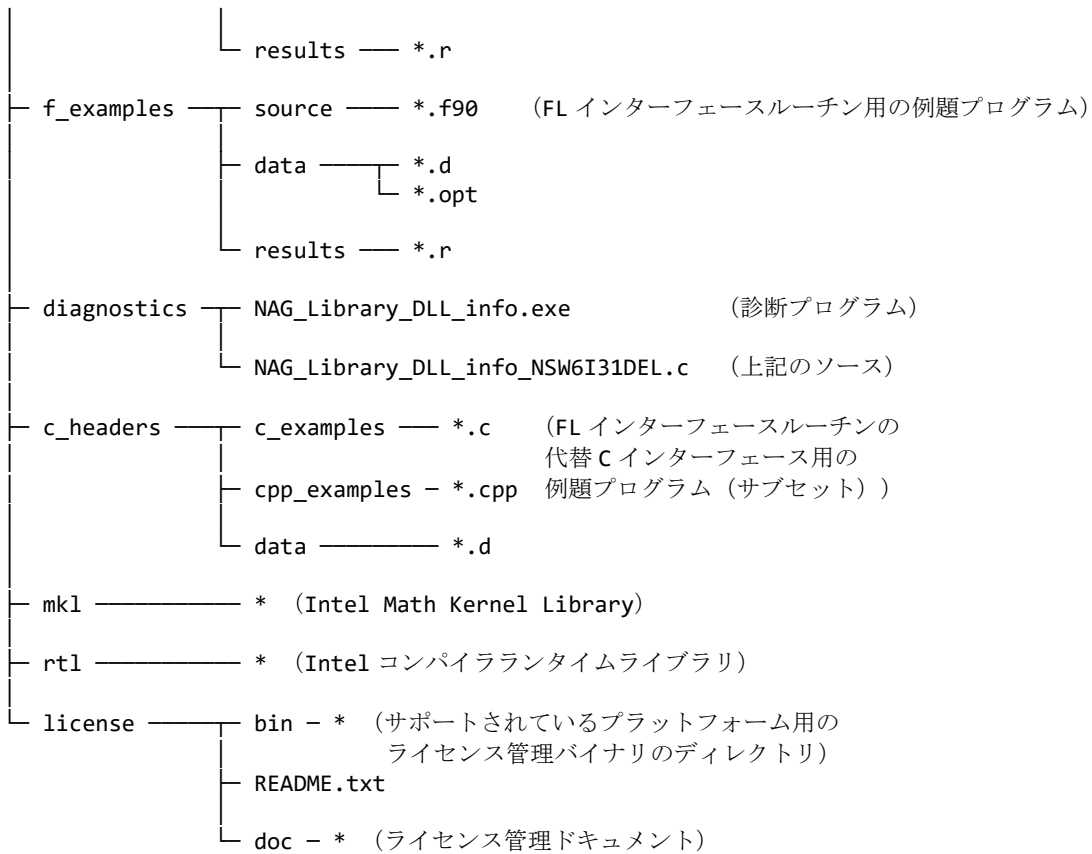 results ── *.r
f_examples ─┬─ source ── *.f90 （FL インターフェースルーチン用の例題プログラム）
├─ data ──┬─ *.d
└─ *.opt
└─ results ── *.r
diagnostics ─┬─ NAG_Library_DLL_info.exe （診断プログラム）
└─ NAG_Library_DLL_info_NSW6I31DEL.c （上記のソース）
c_headers ─┬─ c_examples ── *.c （FL インターフェースルーチンの
代替 C インターフェース用の
├─ cpp_examples ─ *.cpp 例題プログラム（サブセット））
└─ data ── *.d
mkl ── * （Intel Math Kernel Library）
rtl ── * （Intel コンパイラランタイムライブラリ）
license ─┬─ bin ─ * （サポートされているプラットフォーム用の
ライセンス管理バイナリのディレクトリ）
├─ README.txt
└─ doc ─ * （ライセンス管理ドキュメント）